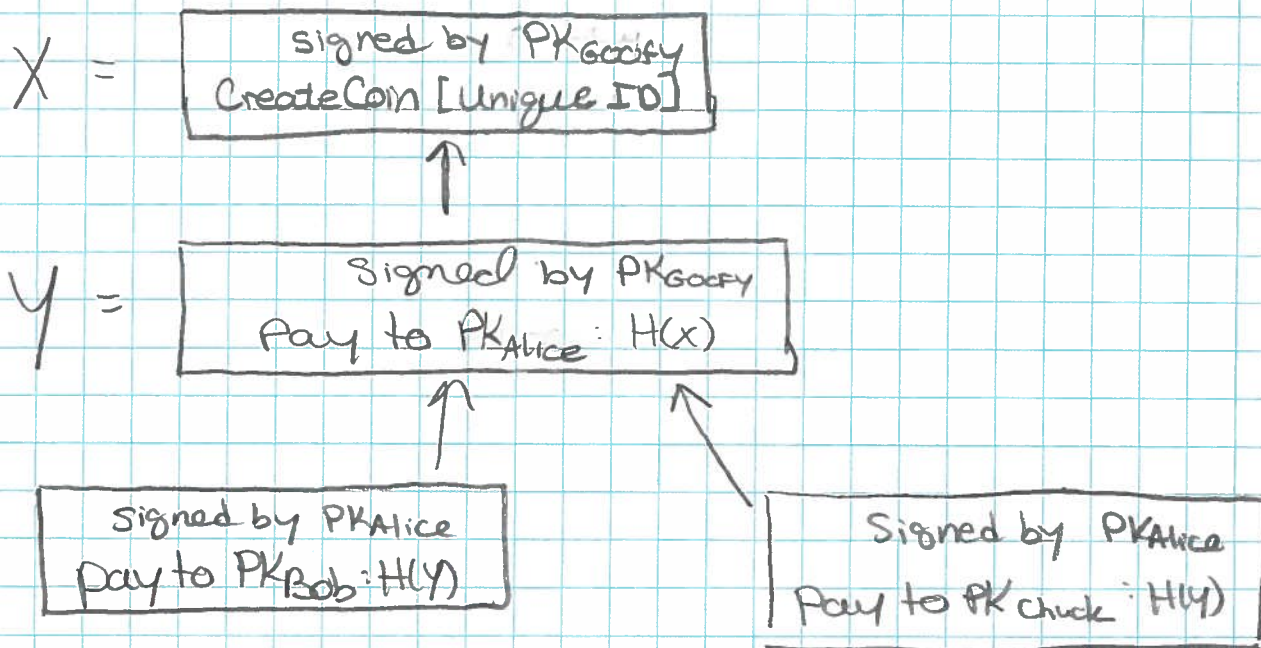 X =
signed by PKGoofy
CreateCoin [Unique ID]
Y =
Signed by PKGOOFY
Pay to PKAlice : H(X)
signed by PKAlice
pay to PKBob : H(Y)
Signed by PKAlice
Pay to PKchuck : H(Y)